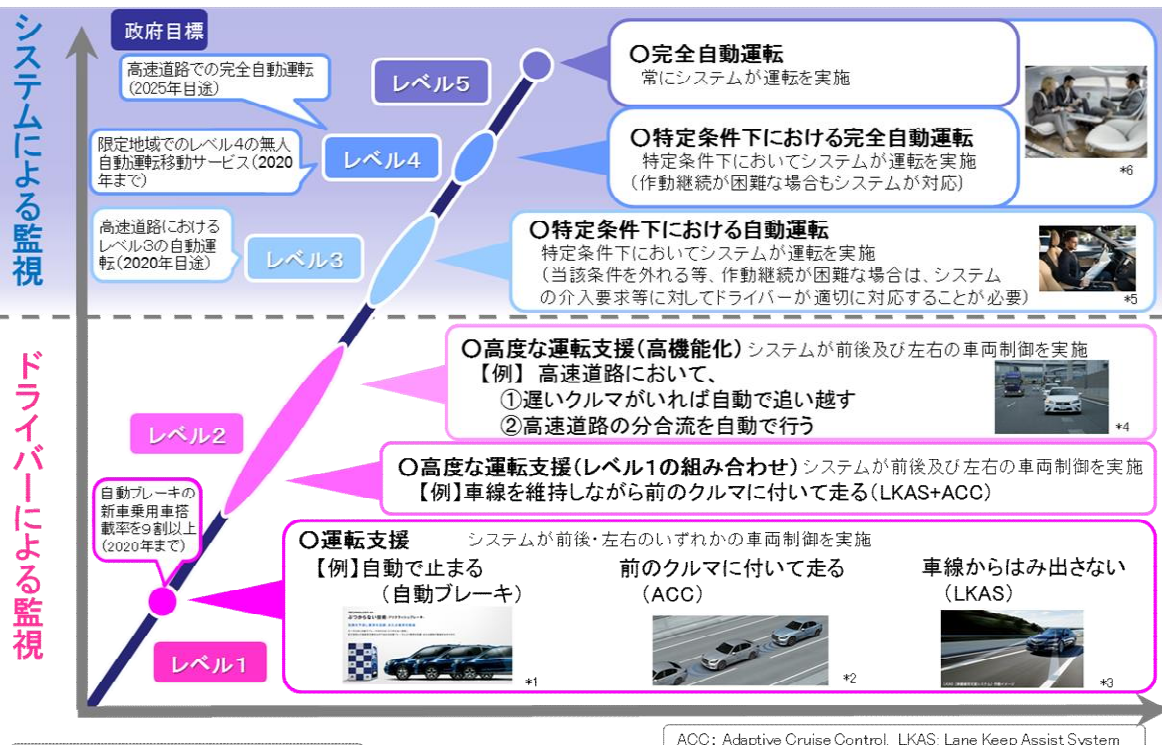 システムによる監視
ドライバーによる監視
政府目標
高速道路での完全自動運転
(2025年目途)
限定地域でのレベル4の無人
自動運転移動サービス(2020
年まで)
高速道路における
レベル3の自動運
転(2020年目途)
自動ブレーキの
新車乗用車搭
載率を9割以上
(2020年まで)
レベル5
レベル4
レベル3
レベル2
レベル1
〇完全自動運転
常にシステムが運転を実施
〇特定条件下における完全自動運転
特定条件下においてシステムが運転を実施
(作動継続が困難な場合もシステムが対応)
*6
〇特定条件下における自動運転
特定条件下においてシステムが運転を実施
(当該条件を外れる等、作動継続が困難な場合は、システム
の介入要求等に対してドライバーが適切に対応することが必要)
*5
〇高度な運転支援(高機能化) システムが前後及び左右の車両制御を実施
【例】 高速道路において、
①遅いクルマがいれば自動で追い越す
②高速道路の分合流を自動で行う
*4
〇高度な運転支援(レベル1の組み合わせ) システムが前後及び左右の車両制御を実施
【例】車線を維持しながら前のクルマに付いて走る(LKAS+ACC)
〇運転支援 システムが前後・左右のいずれかの車両制御を実施
【例】自動で止まる
(自動ブレーキ)
前のクルマに付いて走る
(ACC)
車線からはみ出さない
(LKAS)
ぶつからない技術
*1
*2
*3
ACC: Adaptive Cruise Control, LKAS: Lane Keep Assist System